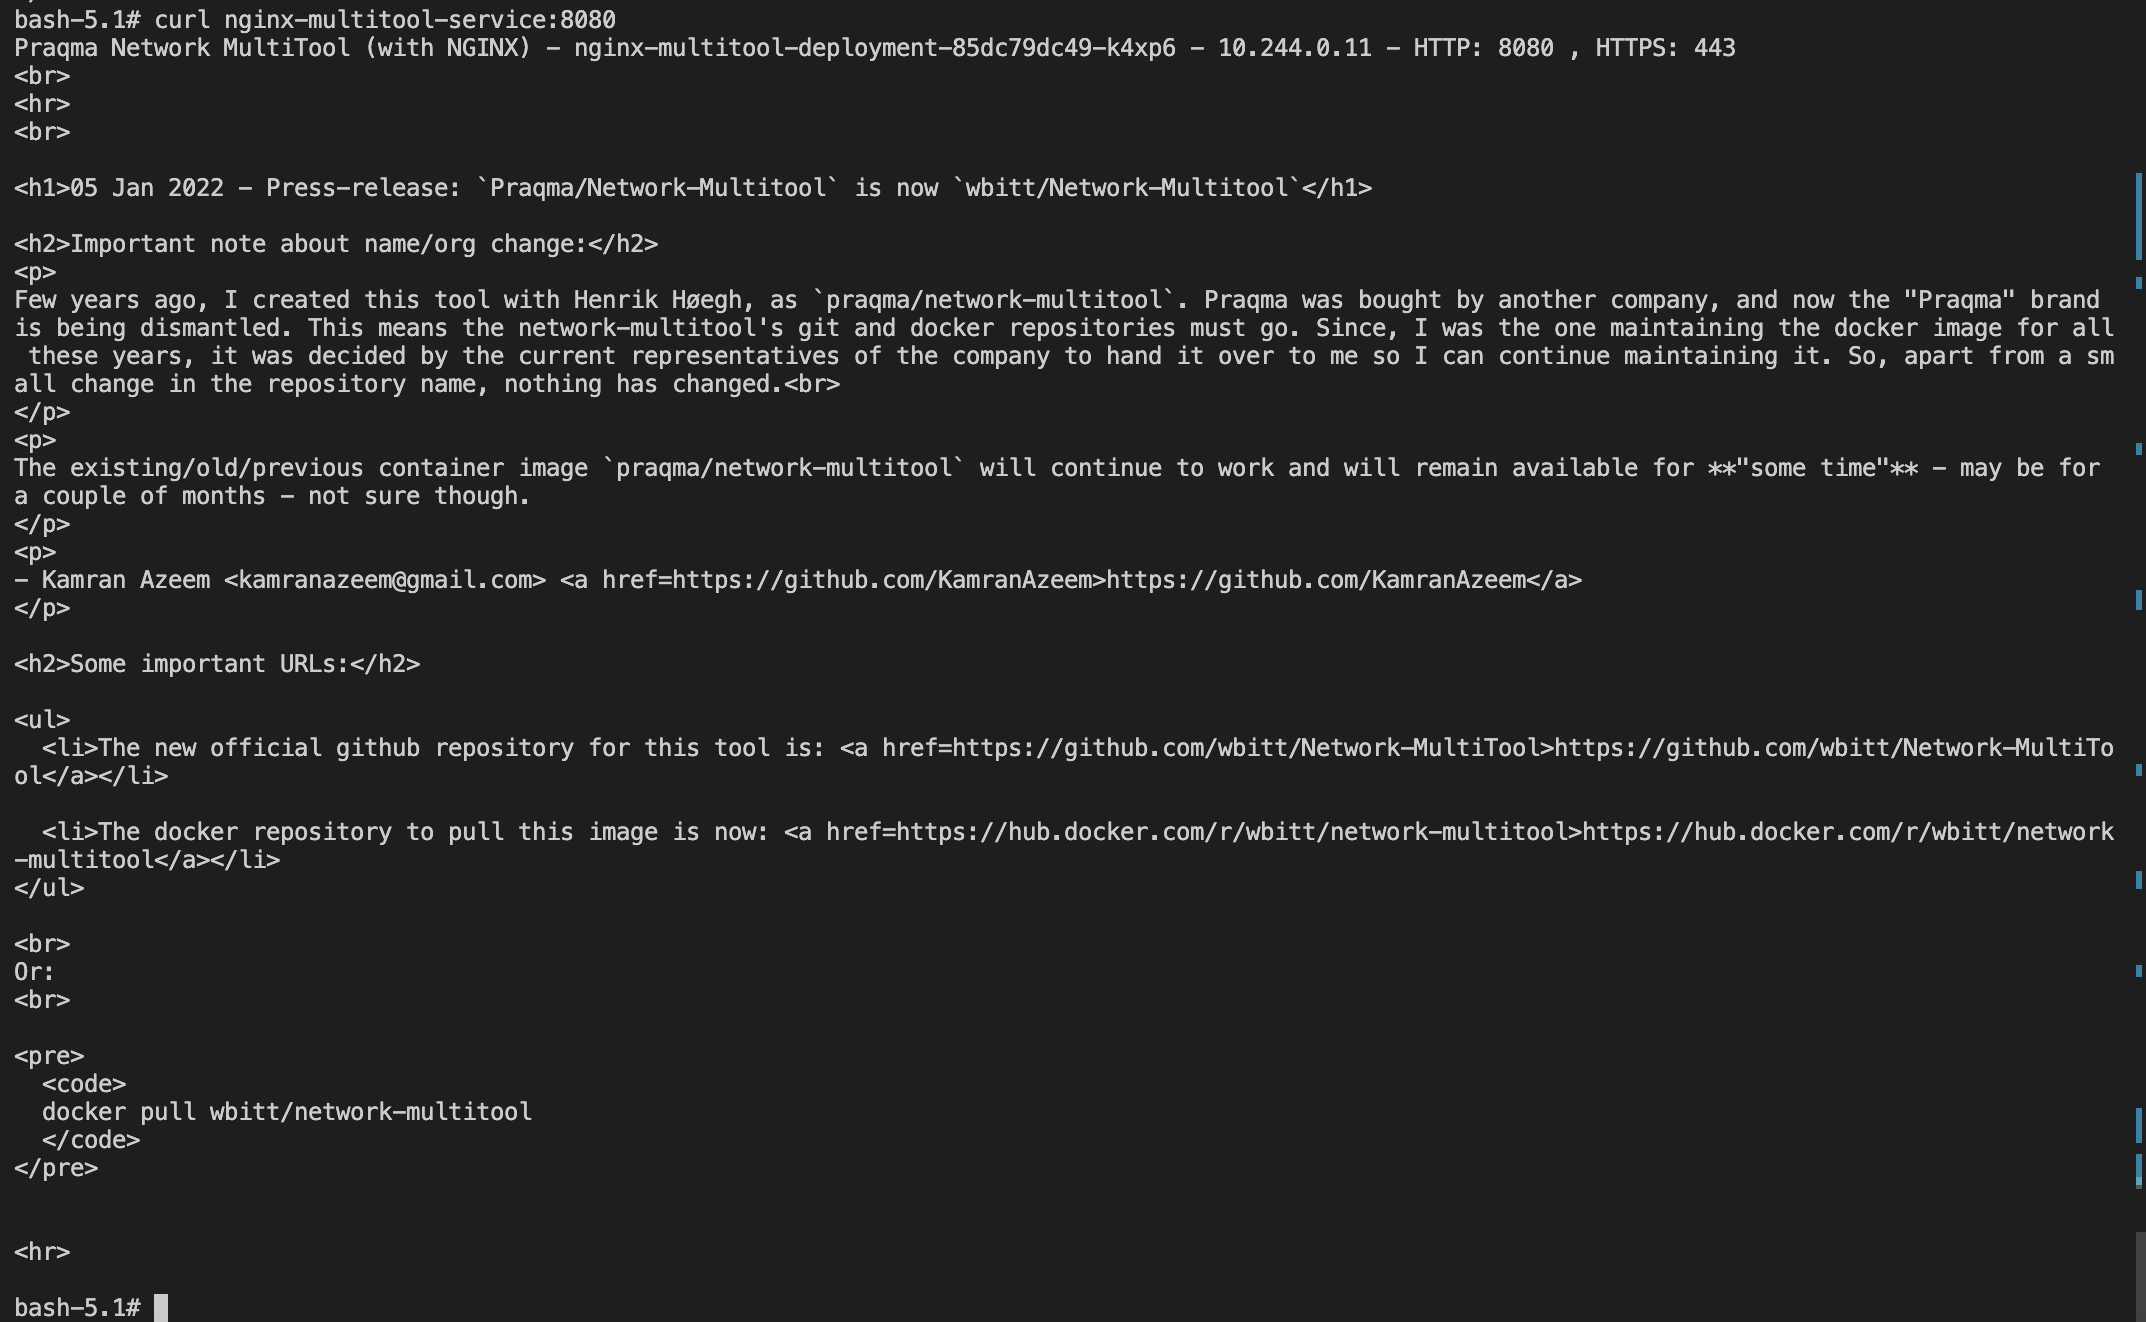 bash-5.1# curl nginx-multitool-service:8080
Praqma Network MultiTool (with NGINX) - nginx-multitool-deployment-85dc79dc49-k4xp6 - 10.244.0.11 - HTTP: 8080 , HTTPS: 443
<br>
<hr>
<br>

<h1>05 Jan 2022 - Press-release: `Praqma/Network-Multitool` is now `wbitt/Network-Multitool`</h1>

<h2>Important note about name/org change:</h2>
<p>
Few years ago, I created this tool with Henrik Høegh, as `praqma/network-multitool`. Praqma was bought by another company, and now the "Praqma" brand
is being dismantled. This means the network-multitool's git and docker repositories must go. Since, I was the one maintaining the docker image for all
 these years, it was decided by the current representatives of the company to hand it over to me so I can continue maintaining it. So, apart from a sm
all change in the repository name, nothing has changed.<br>
</p>
<p>
The existing/old/previous container image `praqma/network-multitool` will continue to work and will remain available for **"some time"** - may be for
a couple of months - not sure though.
</p>
<p>
- Kamran Azeem <kamranazeem@gmail.com> <a href=https://github.com/KamranAzeem>https://github.com/KamranAzeem</a>
</p>

<h2>Some important URLs:</h2>

<ul>
  <li>The new official github repository for this tool is: <a href=https://github.com/wbitt/Network-MultiTool>https://github.com/wbitt/Network-MultiTo
ol</a></li>

  <li>The docker repository to pull this image is now: <a href=https://hub.docker.com/r/wbitt/network-multitool>https://hub.docker.com/r/wbitt/network
-multitool</a></li>
</ul>

<br>
Or:
<br>

<pre>
  <code>
  docker pull wbitt/network-multitool
  </code>
</pre>

<hr>

bash-5.1#